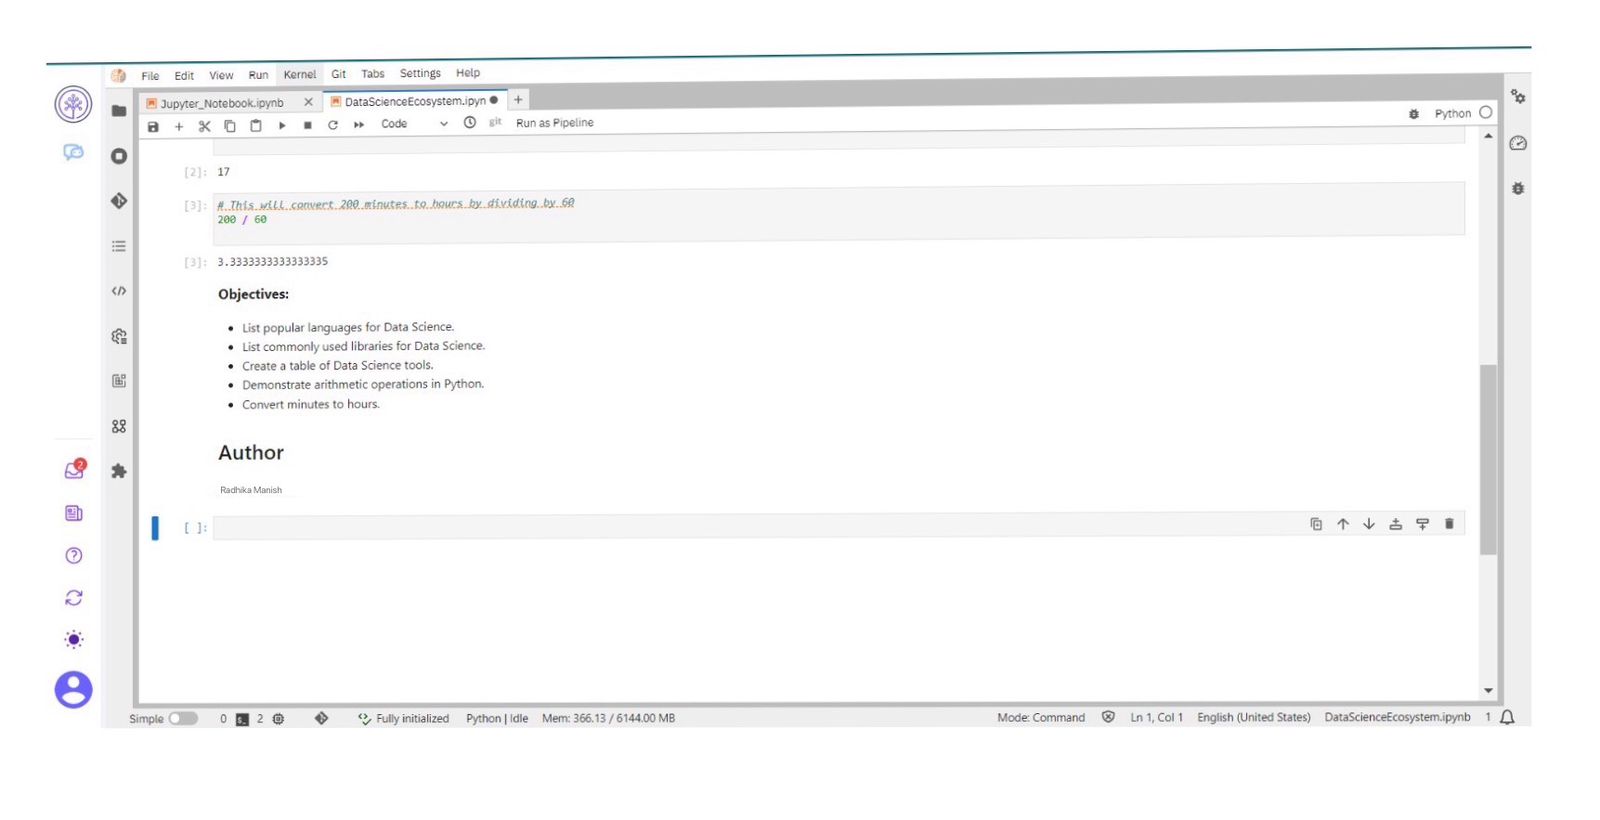 File Edit View Run Kernel Git Tabs Settings Help
Jupyter_Notebook.ipynb DataScienceEcosystem.ipyn
Code git Run as Pipeline Python
[2]: 17
[3]: # This will convert 200 minutes to hours by dividing by 60
200 / 60
[3]: 3.3333333333333335
Objectives:
List popular languages for Data Science.
List commonly used libraries for Data Science.
Create a table of Data Science tools.
Demonstrate arithmetic operations in Python.
Convert minutes to hours.
Author
Radhika Manish
[ ]:
2
Simple 0 2 Fully initialized Python | Idle Mem: 366.13 / 6144.00 MB Mode: Command Ln 1, Col 1 English (United States) DataScienceEcosystem.ipynb 1